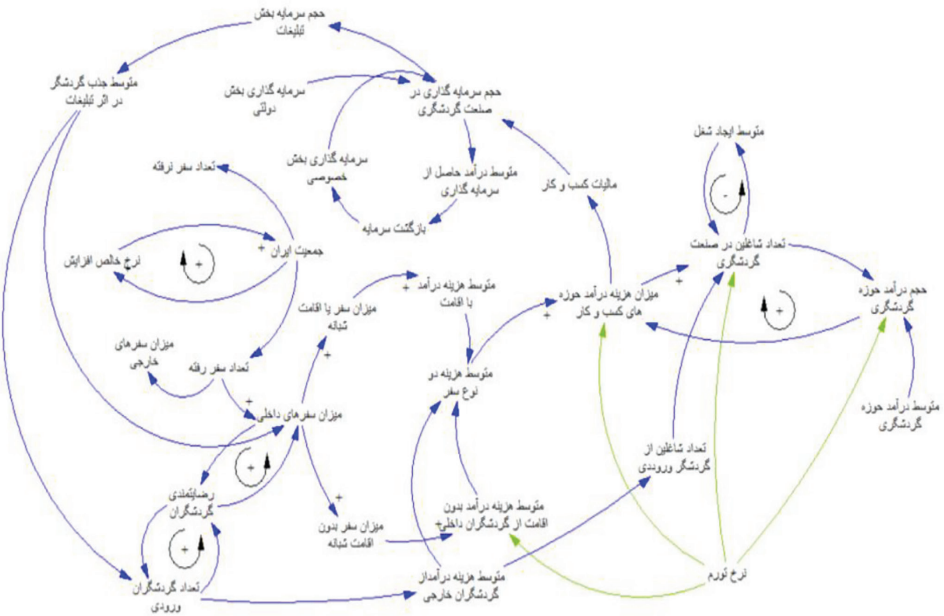 حجم سرمایه بخش
تبلیغات
متوسط جذب گردشگر
در اثر تبلیغات
سرمایه گذاری بخش
دولتی
حجم سرمایه گذاری در
صنعت گردشگری
متوسط ایجاد شغل
تعداد سفر نرفته
سرمایه گذاری بخش
خصوصی
متوسط درآمد حاصل از
سرمایه گذاری
مالیات کسب و کار
بازگشت سرمایه
جمعیت ایران
+
نرخ خالص افزایش
+
تعداد شاغلین در صنعت
گردشگری
-
متوسط هزینه درآمد
با اقامت
+
میزان سفر با اقامت
شبانه
+
میزان هزینه درآمد حوزه
های کسب و کار
+
+
+
حجم درآمد حوزه
گردشگری
میزان سفرهای
خارجی
تعداد سفر رفته
+
متوسط هزینه دو
نوع سفر
میزان سفرهای داخلی
متوسط درآمد حوزه
گردشگری
تعداد شاغلین از
گردشگر وروددی
+
رضایتمندی
گردشگران
+
میزان سفر بدون
اقامت شبانه
+
متوسط هزینه درآمد بدون
اقامت از گردشگران داخلی
+
تعداد گردشگران
ورودی
متوسط هزینه درآمداز
گردشگران خارجی
نرخ تورم